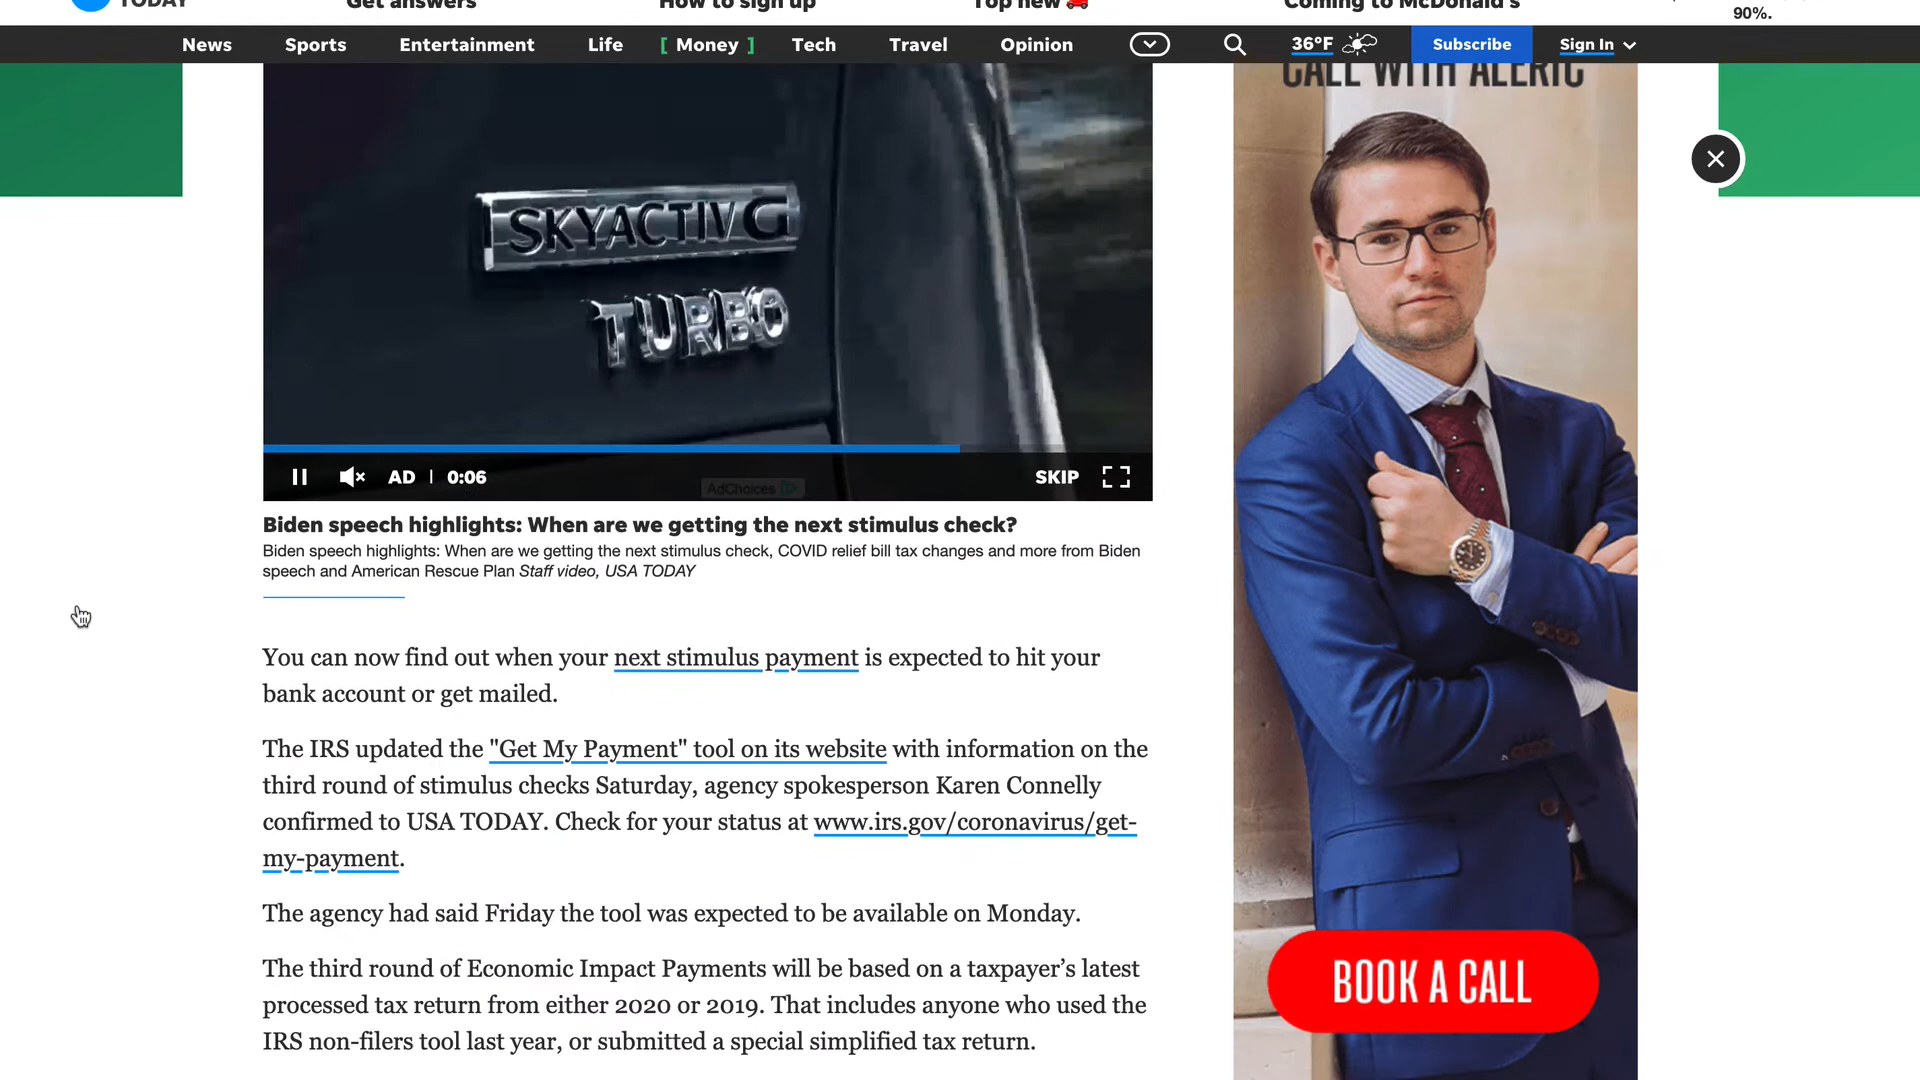 TODAY
Get answers
How to sign up
Top new
Coming to McDonald's
90%.
News Sports Entertainment Life [ Money ] Tech Travel Opinion 36°F Subscribe Sign In
CALL WITH ALERIC
SKYACTIV G
TURBO
AD | 0:06
AdChoices
SKIP
Biden speech highlights: When are we getting the next stimulus check?
Biden speech highlights: When are we getting the next stimulus check, COVID relief bill tax changes and more from Biden
speech and American Rescue Plan Staff video, USA TODAY
You can now find out when your next stimulus payment is expected to hit your
bank account or get mailed.
The IRS updated the "Get My Payment" tool on its website with information on the
third round of stimulus checks Saturday, agency spokesperson Karen Connelly
confirmed to USA TODAY. Check for your status at www.irs.gov/coronavirus/get-
my-payment.
The agency had said Friday the tool was expected to be available on Monday.
The third round of Economic Impact Payments will be based on a taxpayer’s latest
processed tax return from either 2020 or 2019. That includes anyone who used the
IRS non-filers tool last year, or submitted a special simplified tax return.
BOOK A CALL